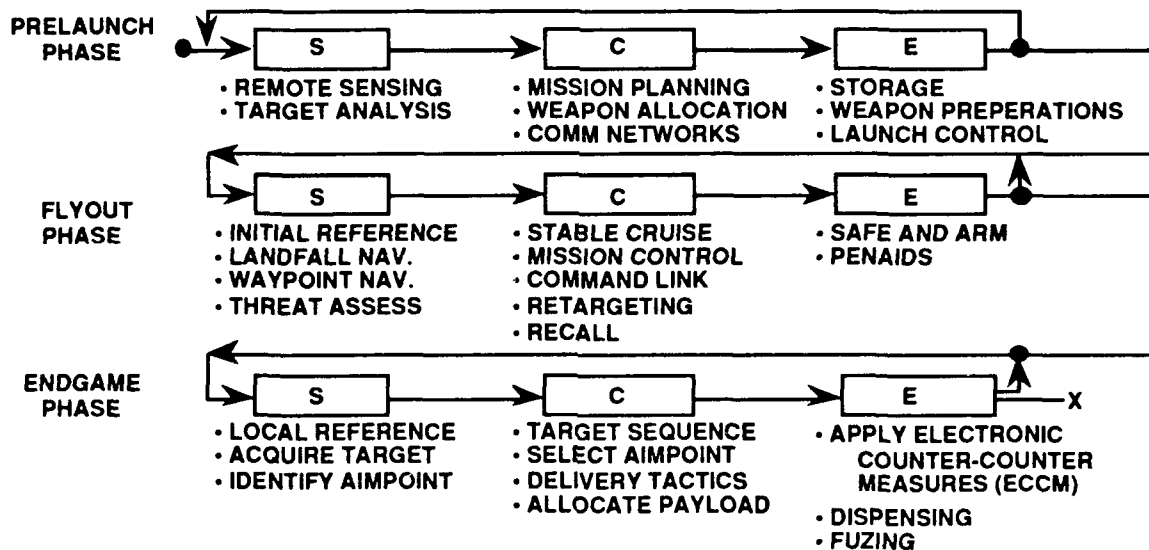 PRELAUNCH
PHASE
S
C
E
• REMOTE SENSING
• TARGET ANALYSIS
• MISSION PLANNING
• WEAPON ALLOCATION
• COMM NETWORKS
• STORAGE
• WEAPON PREPERATIONS
• LAUNCH CONTROL
FLYOUT
PHASE
S
C
E
• INITIAL REFERENCE
• LANDFALL NAV.
• WAYPOINT NAV.
• THREAT ASSESS
• STABLE CRUISE
• MISSION CONTROL
• COMMAND LINK
• RETARGETING
• RECALL
• SAFE AND ARM
• PENAIDS
ENDGAME
PHASE
S
C
E
X
• LOCAL REFERENCE
• ACQUIRE TARGET
• IDENTIFY AIMPOINT
• TARGET SEQUENCE
• SELECT AIMPOINT
• DELIVERY TACTICS
• ALLOCATE PAYLOAD
• APPLY ELECTRONIC
COUNTER-COUNTER
MEASURES (ECCM)
• DISPENSING
• FUZING